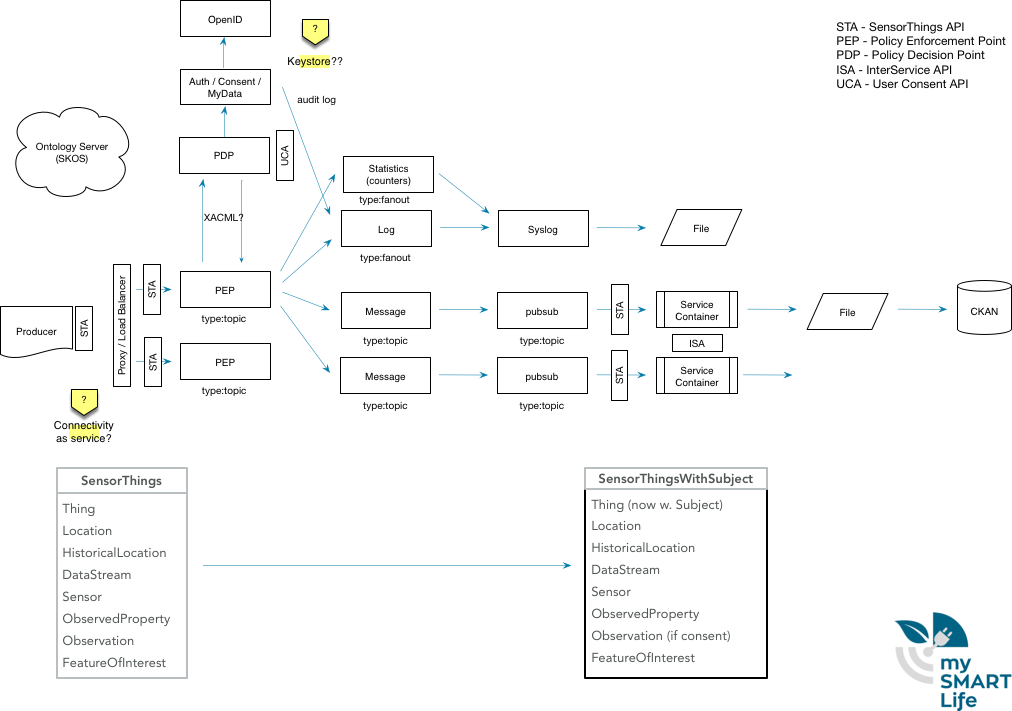 OpenID
?
Keystore??
STA - SensorThings API
PEP - Policy Enforcement Point
PDP - Policy Decision Point
ISA - InterService API
UCA - User Consent API
Auth / Consent /
MyData
audit log
Ontology Server
(SKOS)
PDP
UCA
Statistics
(counters)
type:fanout
XACML?
Log
type:fanout
Syslog
File
Producer
STA
Proxy / Load Balancer
STA
PEP
type:topic
STA
PEP
type:topic
Message
type:topic
pubsub
type:topic
STA
Service
Container
File
CKAN
ISA
Message
type:topic
pubsub
type:topic
STA
Service
Container
?
Connectivity
as service?
SensorThings
Thing
Location
HistoricalLocation
DataStream
Sensor
ObservedProperty
Observation
FeatureOfInterest
SensorThingsWithSubject
Thing (now w. Subject)
Location
HistoricalLocation
DataStream
Sensor
ObservedProperty
Observation (if consent)
FeatureOfInterest
my
SMART
Life